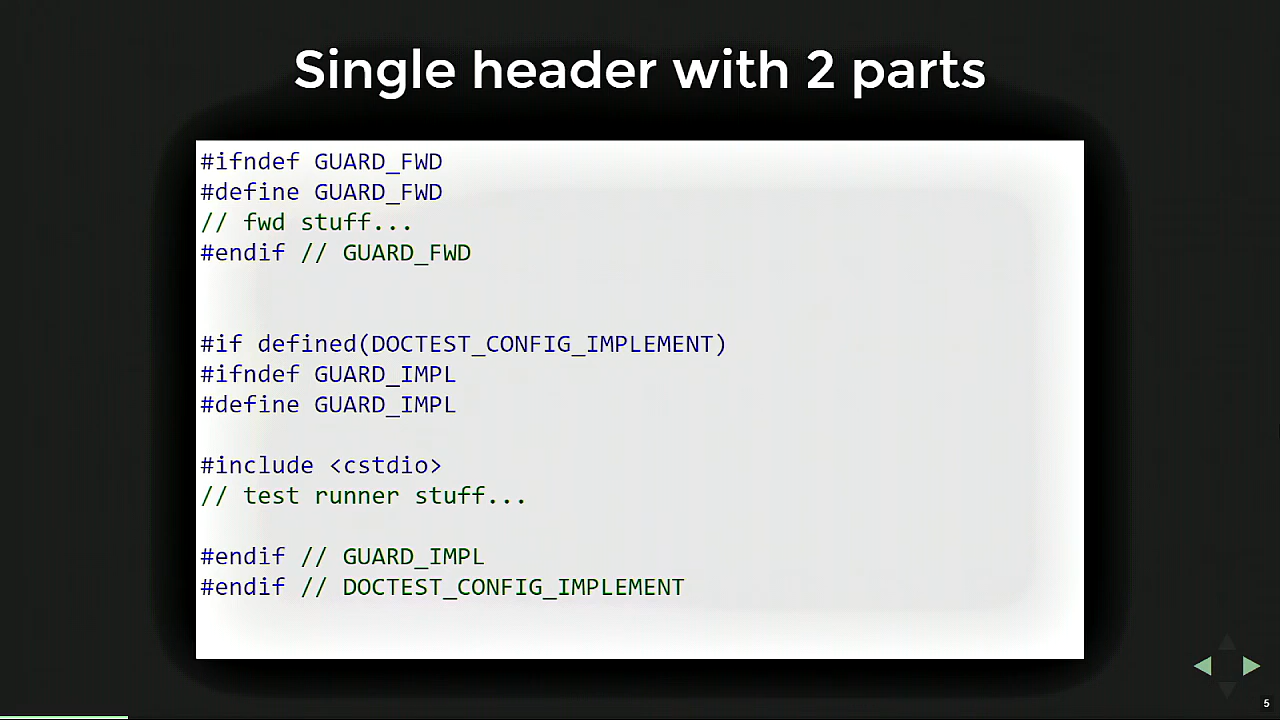 Single header with 2 parts
#ifndef GUARD_FWD
#define GUARD_FWD
// fwd stuff...
#endif // GUARD_FWD
#if defined(DOCTEST_CONFIG_IMPLEMENT)
#ifndef GUARD_IMPL
#define GUARD_IMPL
#include <cstdio>
// test runner stuff...
#endif // GUARD_IMPL
#endif // DOCTEST_CONFIG_IMPLEMENT
5